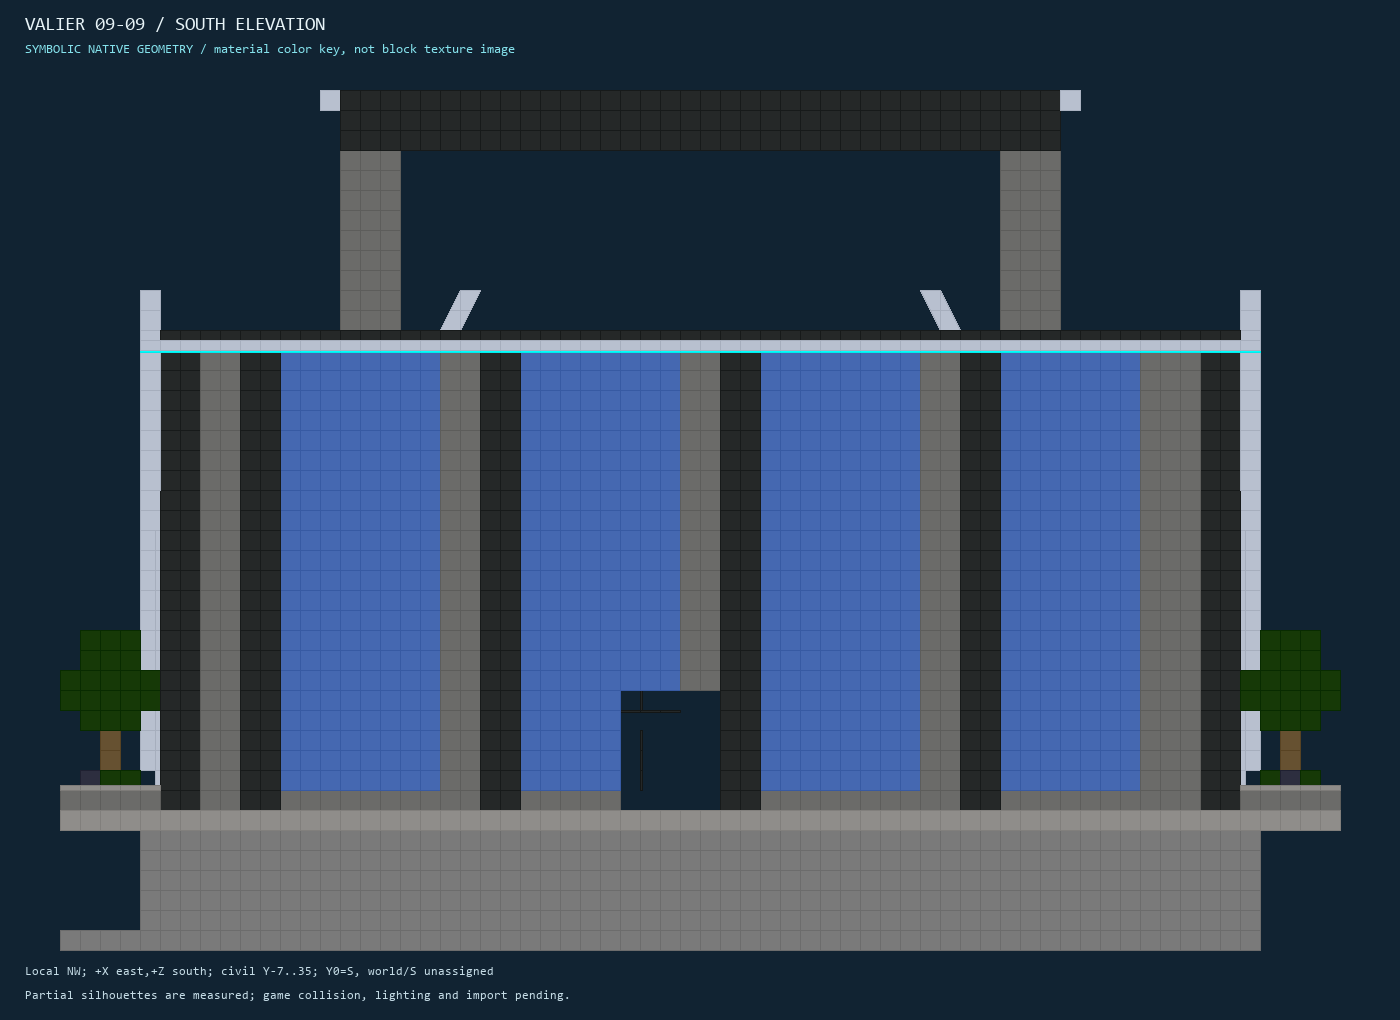 VALIER 09-09 / SOUTH ELEVATION
SYMBOLIC NATIVE GEOMETRY / material color key, not block texture image
Local NW; +X east,+Z south; civil Y-7..35; Y0=S, world/S unassigned
Partial silhouettes are measured; game collision, lighting and import pending.